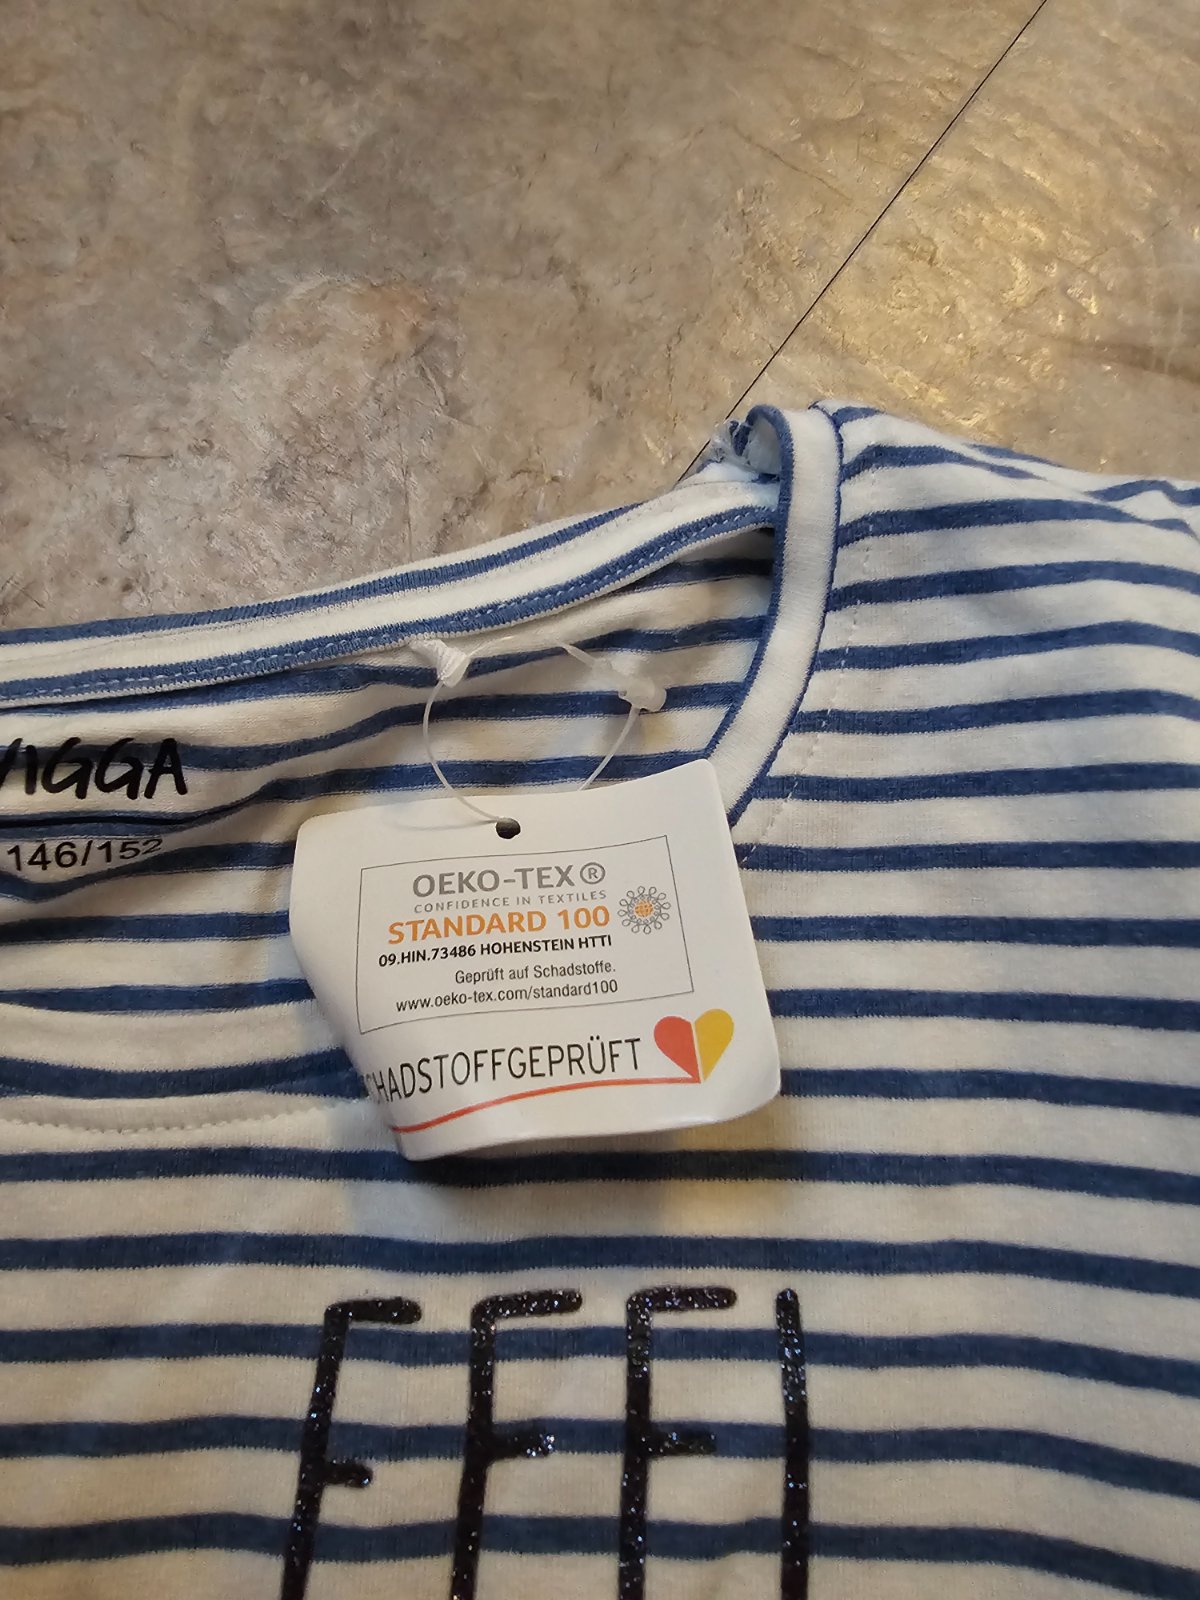 VIGGA
146/152
OEKO-TEX®
CONFIDENCE IN TEXTILES
STANDARD 100
09.HIN.73486 HOHENSTEIN HTTI
Geprüft auf Schadstoffe.
www.oeko-tex.com/standard100
SCHADSTOFFGEPRÜFT
FEEL